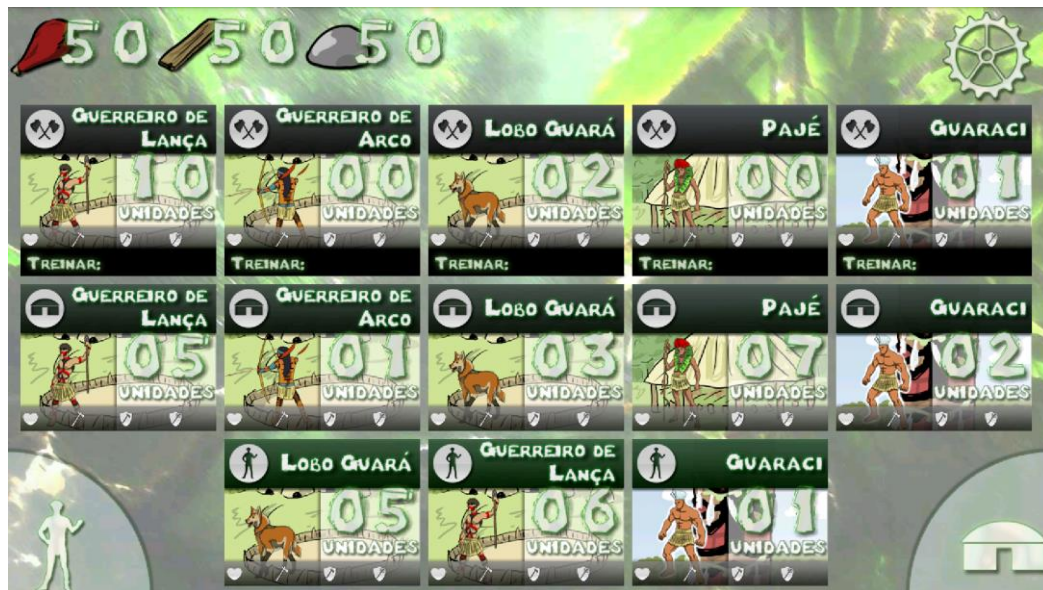 50 50 50
GUERREIRO DE LANÇA
10
UNIDADES
TREINAR:
GUERREIRO DE ARCO
00
UNIDADES
TREINAR:
LOBO GUARÁ
02
UNIDADES
TREINAR:
PAJÉ
00
UNIDADES
TREINAR:
GUARACI
01
UNIDADES
TREINAR:
GUERREIRO DE LANÇA
05
UNIDADES
GUERREIRO DE ARCO
01
UNIDADES
LOBO GUARÁ
03
UNIDADES
PAJÉ
07
UNIDADES
GUARACI
02
UNIDADES
LOBO GUARÁ
05
UNIDADES
GUERREIRO DE LANÇA
06
UNIDADES
GUARACI
01
UNIDADES